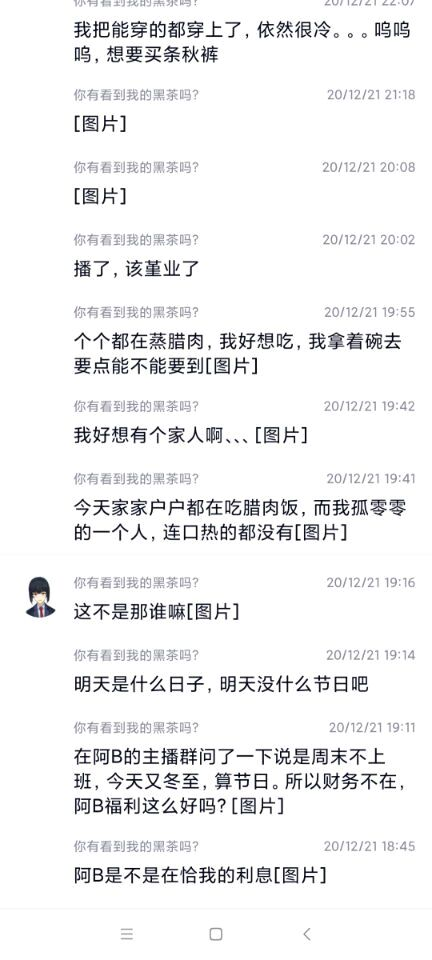 你有看到我的黑茶吗? 20/12/21 22:07
我把能穿的都穿上了，依然很冷。。。呜呜
呜，想要买条秋裤
你有看到我的黑茶吗? 20/12/21 21:18
[图片]
你有看到我的黑茶吗? 20/12/21 20:08
[图片]
你有看到我的黑茶吗? 20/12/21 20:02
播了，该堇业了
你有看到我的黑茶吗? 20/12/21 19:55
个个都在蒸腊肉，我好想吃，我拿着碗去
要点能不能要到[图片]
你有看到我的黑茶吗? 20/12/21 19:42
我好想有个家人啊、、、[图片]
你有看到我的黑茶吗? 20/12/21 19:41
今天家家户户都在吃腊肉饭，而我孤零零
的一个人，连口热的都没有[图片]
你有看到我的黑茶吗? 20/12/21 19:16
这不是那谁嘛[图片]
你有看到我的黑茶吗? 20/12/21 19:14
明天是什么日子，明天没什么节日吧
你有看到我的黑茶吗? 20/12/21 19:11
在阿B的主播群问了一下说是周末不上
班，今天又冬至，算节日。所以财务不在，
阿B福利这么好吗？[图片]
你有看到我的黑茶吗? 20/12/21 18:45
阿B是不是在恰我的利息[图片]